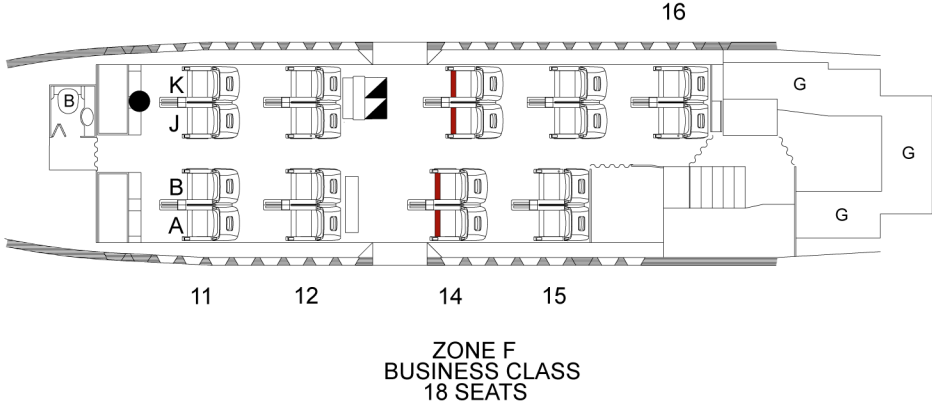 16
K
J
B
A
B
G
G
G
11
12
14
15
ZONE F
BUSINESS CLASS
18 SEATS